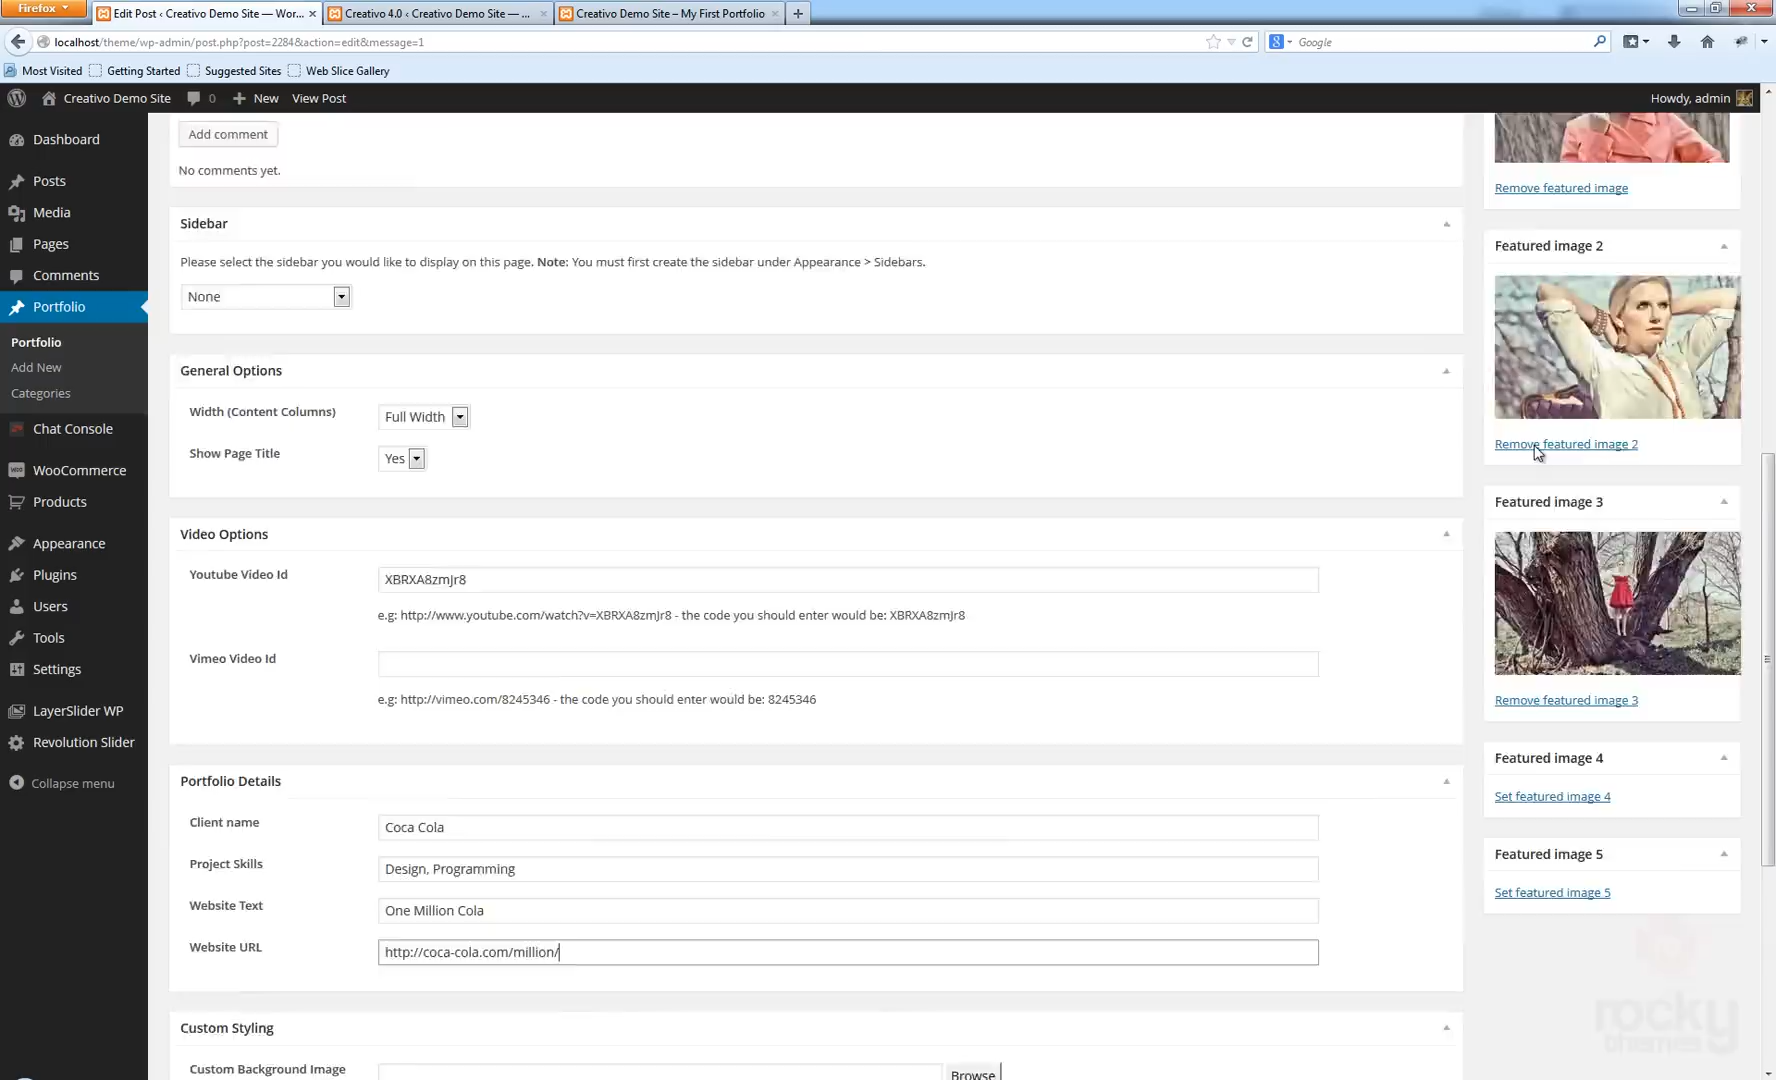 Firefox
Edit Post ‹ Creativo Demo Site — Wor...
Creativo 4.0 ‹ Creativo Demo Site — ...
Creativo Demo Site – My First Portfolio
localhost/theme/wp-admin/post.php?post=2284&action=edit&message=1
Google
Most Visited
Getting Started
Suggested Sites
Web Slice Gallery
Creativo Demo Site
0
New
View Post
Howdy, admin
Dashboard
Posts
Media
Pages
Comments
Portfolio
Portfolio
Add New
Categories
Chat Console
WooCommerce
Products
Appearance
Plugins
Users
Tools
Settings
LayerSlider WP
Revolution Slider
Collapse menu
Add comment
No comments yet.
Sidebar
Please select the sidebar you would like to display on this page. Note: You must first create the sidebar under Appearance > Sidebars.
None
General Options
Width (Content Columns)
Full Width
Show Page Title
Yes
Video Options
Youtube Video Id
XBRXA8zmJr8
e.g: http://www.youtube.com/watch?v=XBRXA8zmJr8 - the code you should enter would be: XBRXA8zmJr8
Vimeo Video Id
e.g: http://vimeo.com/8245346 - the code you should enter would be: 8245346
Portfolio Details
Client name
Coca Cola
Project Skills
Design, Programming
Website Text
One Million Cola
Website URL
http://coca-cola.com/million/
Custom Styling
Custom Background Image
Browse
Remove featured image
Featured image 2
Remove featured image 2
Featured image 3
Remove featured image 3
Featured image 4
Set featured image 4
Featured image 5
Set featured image 5
rocky
themes